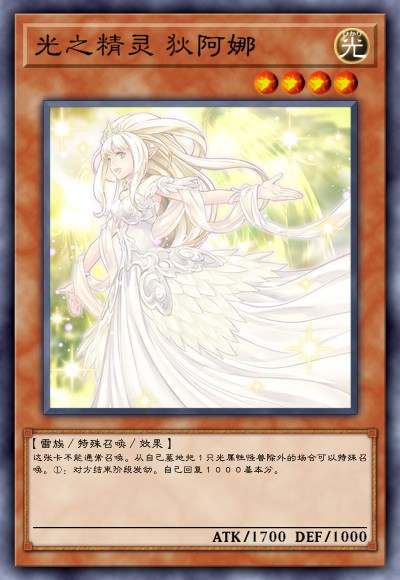 光之精灵 狄阿娜
ひかり
光
【雷族／特殊召唤／效果】
这张卡不能通常召唤。从自己墓地把１只光属性怪兽除外的场合可以特殊召
唤。①：对方结束阶段发动。自己回复１０００基本分。
ATK/1700 DEF/1000